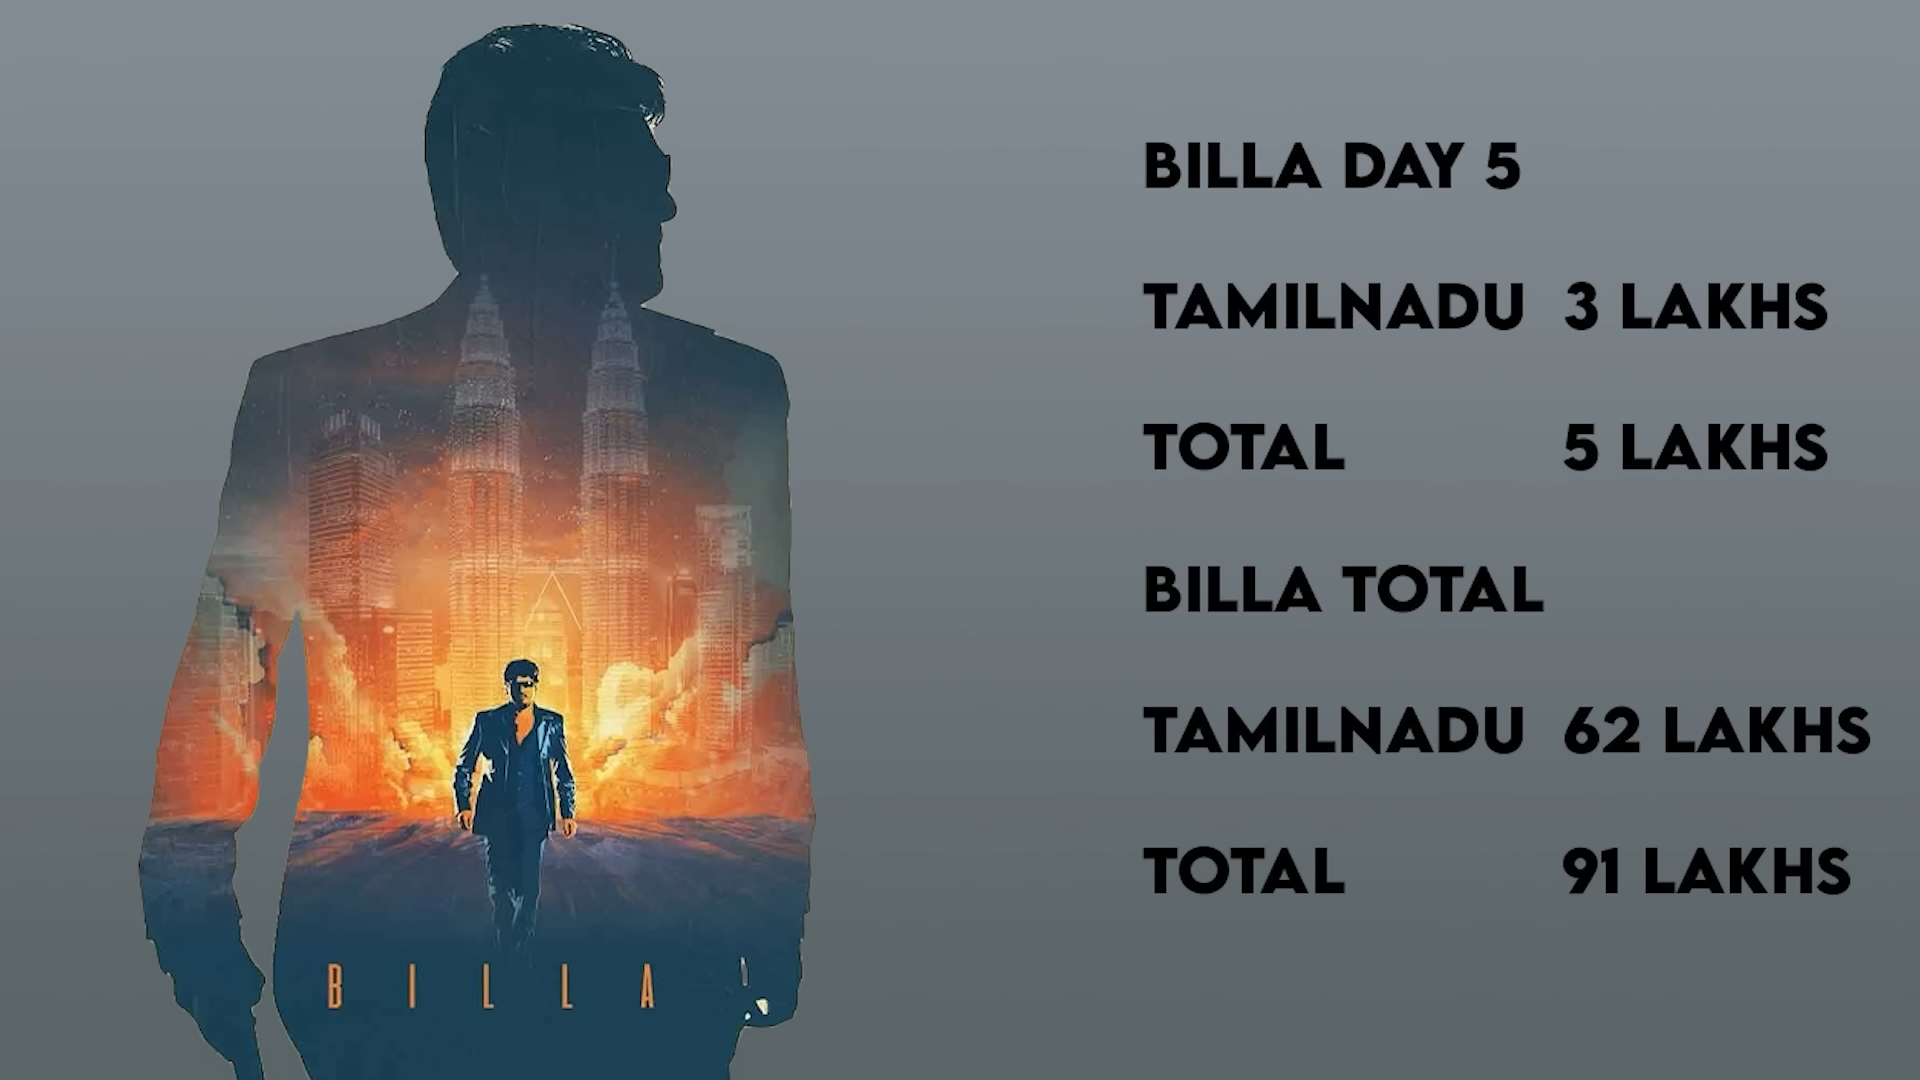 BILLA DAY 5
TAMILNADU 3 LAKHS
TOTAL 5 LAKHS
BILLA TOTAL
TAMILNADU 62 LAKHS
TOTAL 91 LAKHS
BILLA